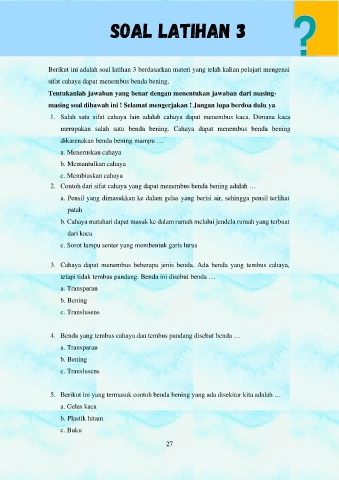 SOAL LATIHAN 3
?
Berikut ini adalah soal latihan 3 berdasarkan materi yang telah kalian pelajari mengenai
sifat cahaya dapat menembus benda bening.
Tentukanlah jawaban yang benar dengan menentukan jawaban dari masing-
masing soal dibawah ini ! Selamat mengerjakan ! Jangan lupa berdoa dulu ya
1. Salah satu sifat cahaya lain adalah cahaya dapat menembus kaca. Dimana kaca
merupakan salah satu benda bening. Cahaya dapat menembus benda bening
dikarenakan benda bening mampu …
a. Meneruskan cahaya
b. Memantulkan cahaya
c. Membiaskan cahaya
2. Contoh dari sifat cahaya yang dapat menembus benda bening adalah …
a. Pensil yang dimasukkan ke dalam gelas yang berisi air, sehingga pensil terlihat
patah
b. Cahaya matahari dapat masuk ke dalam rumah melalui jendela rumah yang terbuat
dari kaca
c. Sorot lampu senter yang membentuk garis lurus
3. Cahaya dapat menembus beberapa jenis benda. Ada benda yang tembus cahaya,
tetapi tidak tembus pandang. Benda ini disebut benda …
a. Transparan
b. Bening
c. Translusens
4. Benda yang tembus cahaya dan tembus pandang disebut benda …
a. Transparan
b. Bening
c. Translusens
5. Berikut ini yang termasuk contoh benda bening yang ada disekitar kita adalah …
a. Gelas kaca
b. Plastik hitam
c. Buku
27